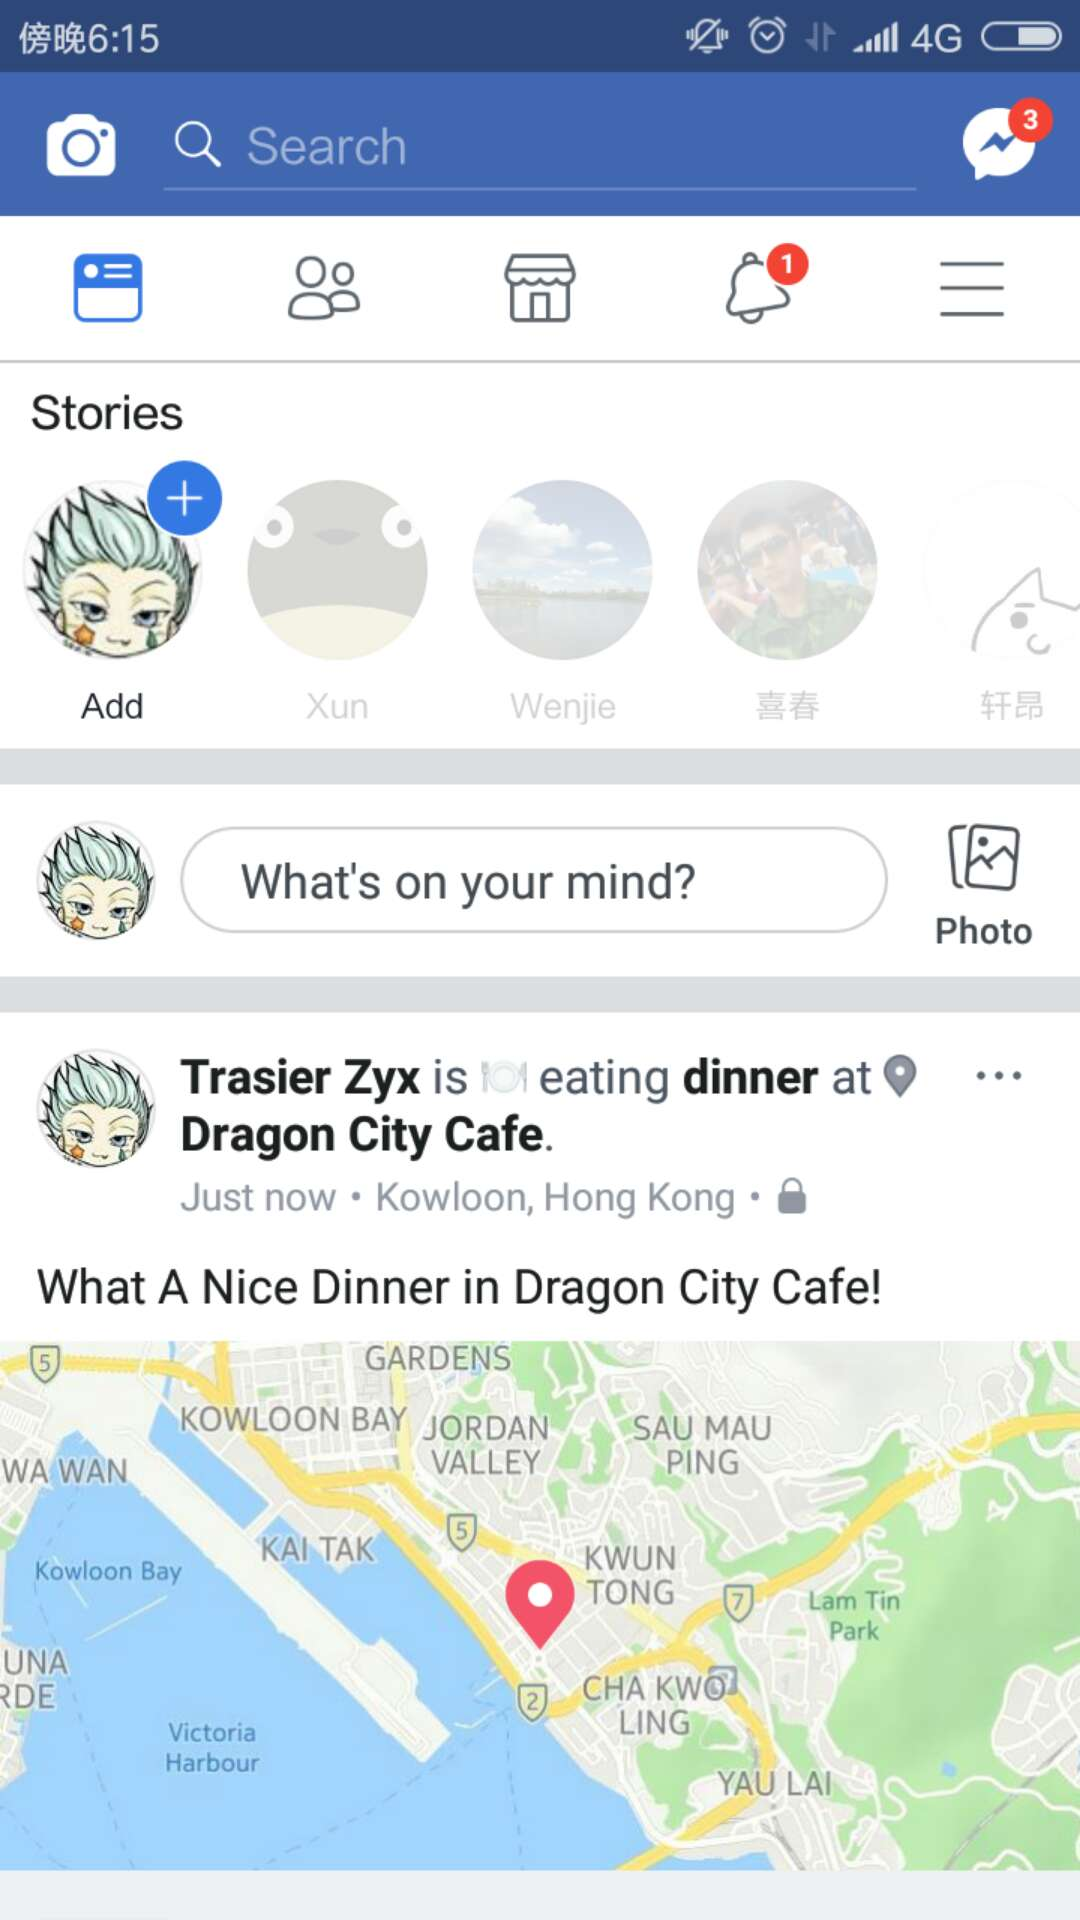 傍晚6:15
4G
Search
3
1
Stories
Add
Xun
Wenjie
喜春
轩昂
What's on your mind?
Photo
Trasier Zyx is 🍽 eating dinner at
Dragon City Cafe.
Just now • Kowloon, Hong Kong •
What A Nice Dinner in Dragon City Cafe!
5
GARDENS
KOWLOON BAY
JORDAN
VALLEY
SAU MAU
PING
WA WAN
5
KAI TAK
Kowloon Bay
KWUN
TONG
7
Lam Tin
Park
UNA
RDE
2
CHA KWO
LING
Victoria
Harbour
YAU LAI